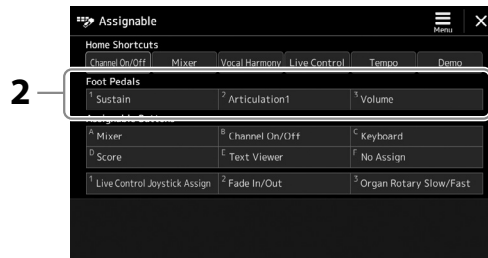 Assignable
Menu
Home Shortcuts
Channel On/Off Mixer Vocal Harmony Live Control Tempo Demo
2
Foot Pedals
1 Sustain 2 Articulation1 3 Volume
Assignable Buttons
A Mixer B Channel On/Off C Keyboard
D Score E Text Viewer F No Assign
1 Live Control Joystick Assign 2 Fade In/Out 3 Organ Rotary Slow/Fast